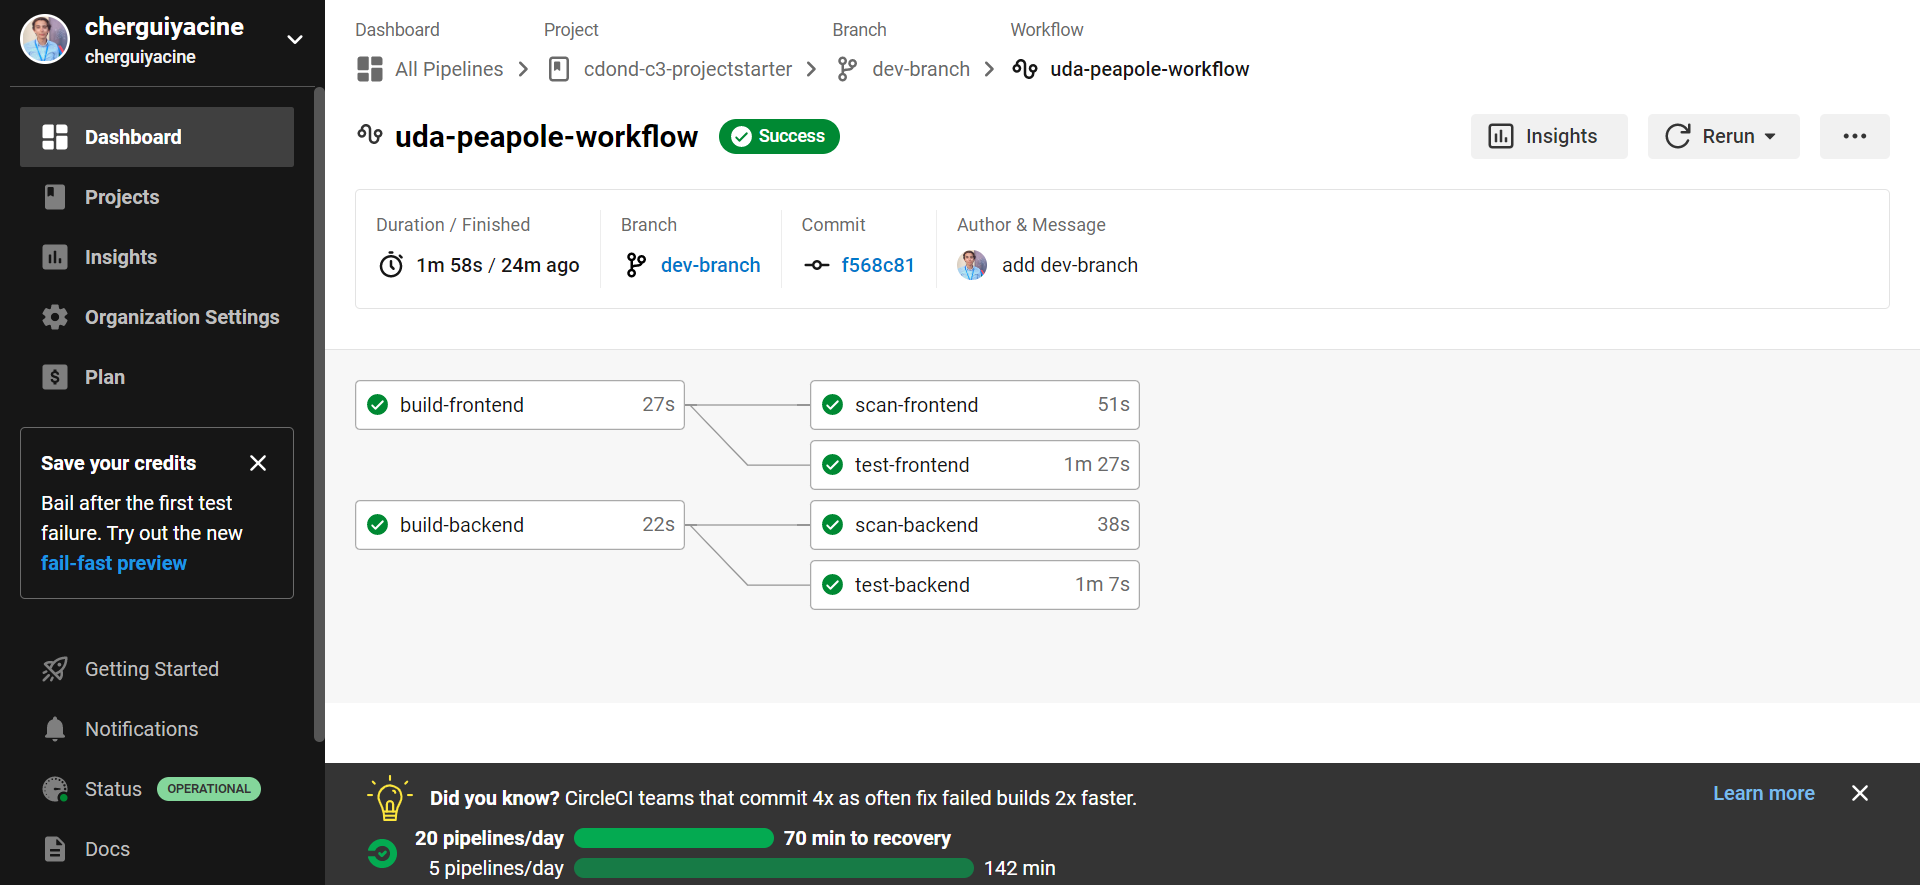 cherguiyacine
cherguiyacine
Dashboard
Projects
Insights
Organization Settings
Plan
Save your credits
Bail after the first test
failure. Try out the new
fail-fast preview
Getting Started
Notifications
Status OPERATIONAL
Docs
Dashboard Project Branch Workflow
All Pipelines cdond-c3-projectstarter dev-branch uda-peapole-workflow
uda-peapole-workflow Success Insights Rerun
Duration / Finished Branch Commit Author & Message
1m 58s / 24m ago dev-branch f568c81 add dev-branch
build-frontend 27s scan-frontend 51s
test-frontend 1m 27s
build-backend 22s scan-backend 38s
test-backend 1m 7s
Did you know? CircleCI teams that commit 4x as often fix failed builds 2x faster. Learn more
20 pipelines/day 70 min to recovery
5 pipelines/day 142 min